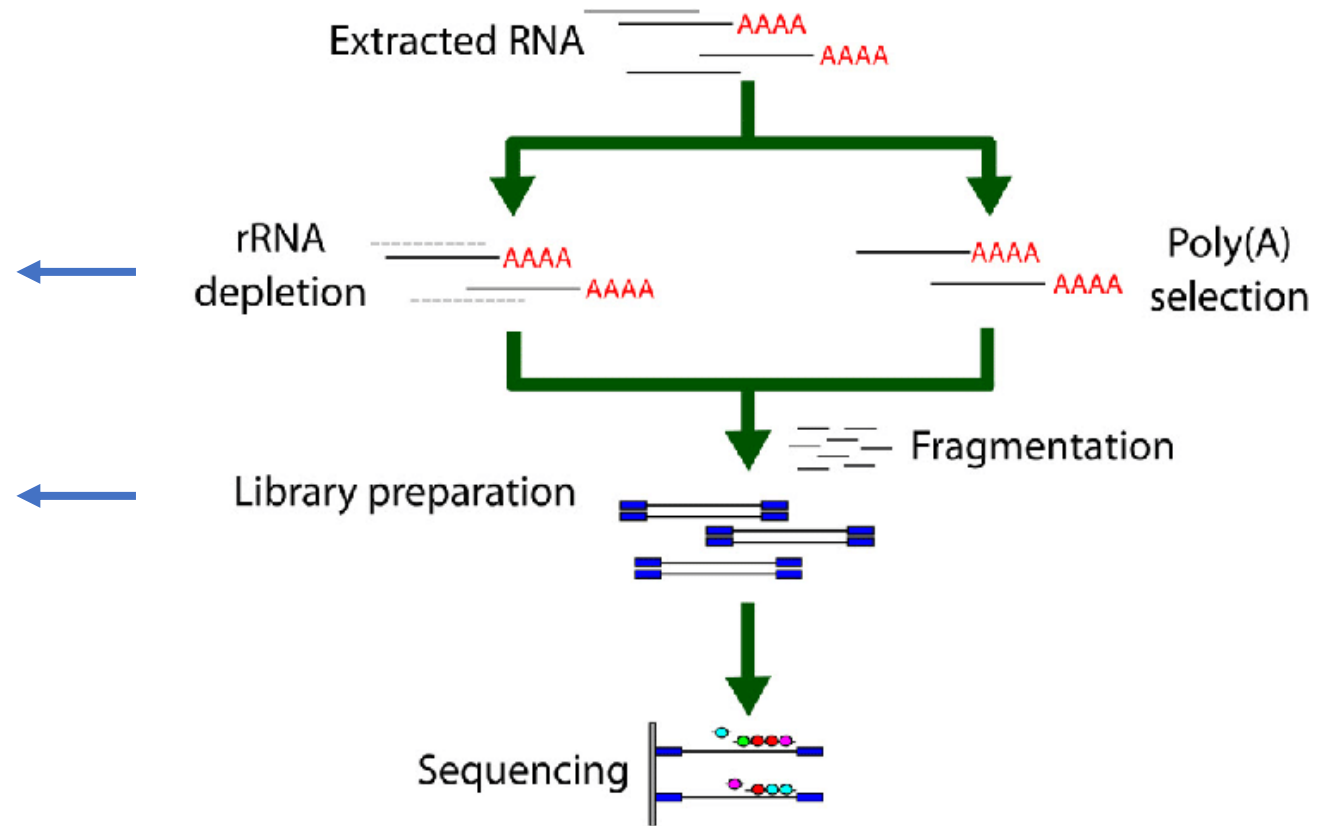 Extracted RNA
AAAA
AAAA
rRNA
depletion
AAAA
AAAA
AAAA
AAAA
Poly(A)
selection
Fragmentation
Library preparation
Sequencing